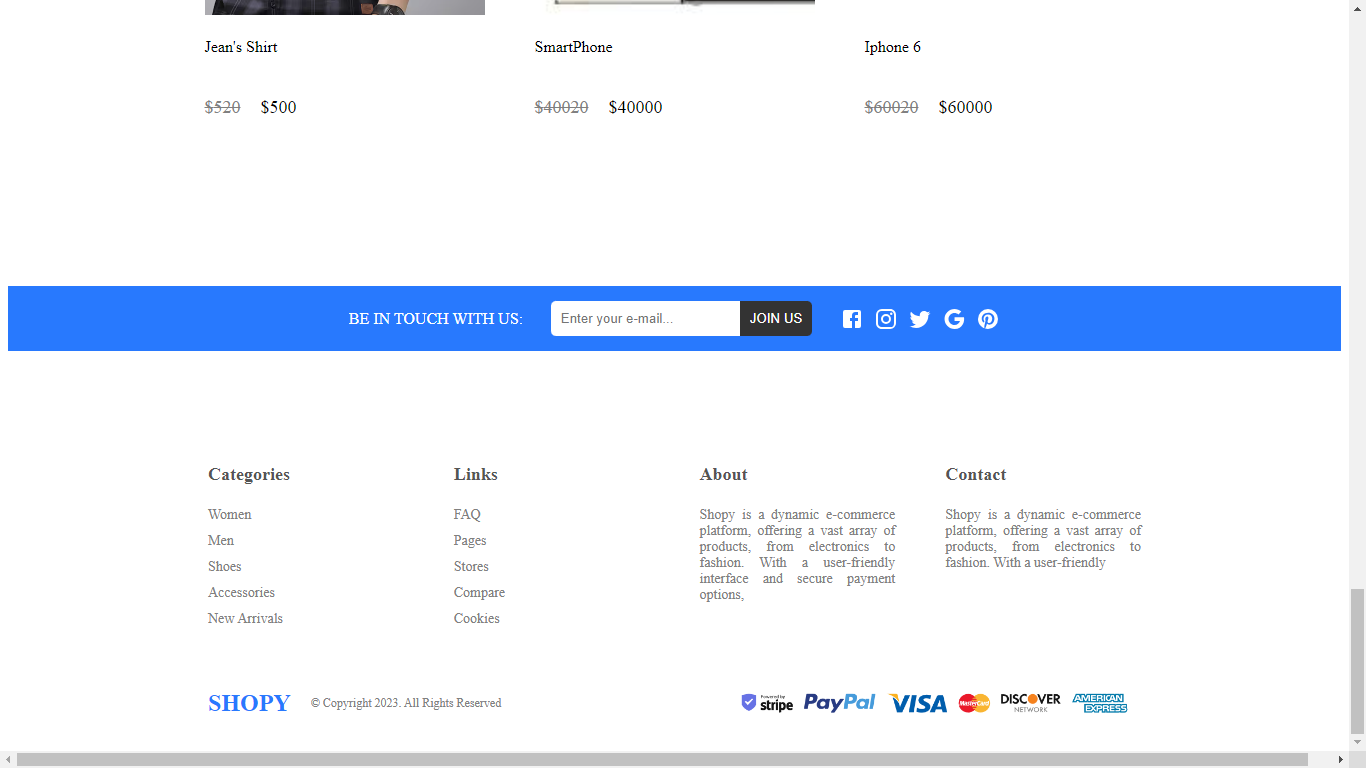 Jean's Shirt
SmartPhone
Iphone 6
$520 $500
$40020 $40000
$60020 $60000
BE IN TOUCH WITH US: Enter your e-mail... JOIN US
Categories
Women
Men
Shoes
Accessories
New Arrivals
Links
FAQ
Pages
Stores
Compare
Cookies
About
Shopy is a dynamic e-commerce
platform, offering a vast array of
products, from electronics to
fashion. With a user-friendly
interface and secure payment
options,
Contact
Shopy is a dynamic e-commerce
platform, offering a vast array of
products, from electronics to
fashion. With a user-friendly
SHOPY © Copyright 2023. All Rights Reserved
Powered by
stripe
PayPal
VISA
MasterCard
DISCOVER
NETWORK
AMERICAN
EXPRESS